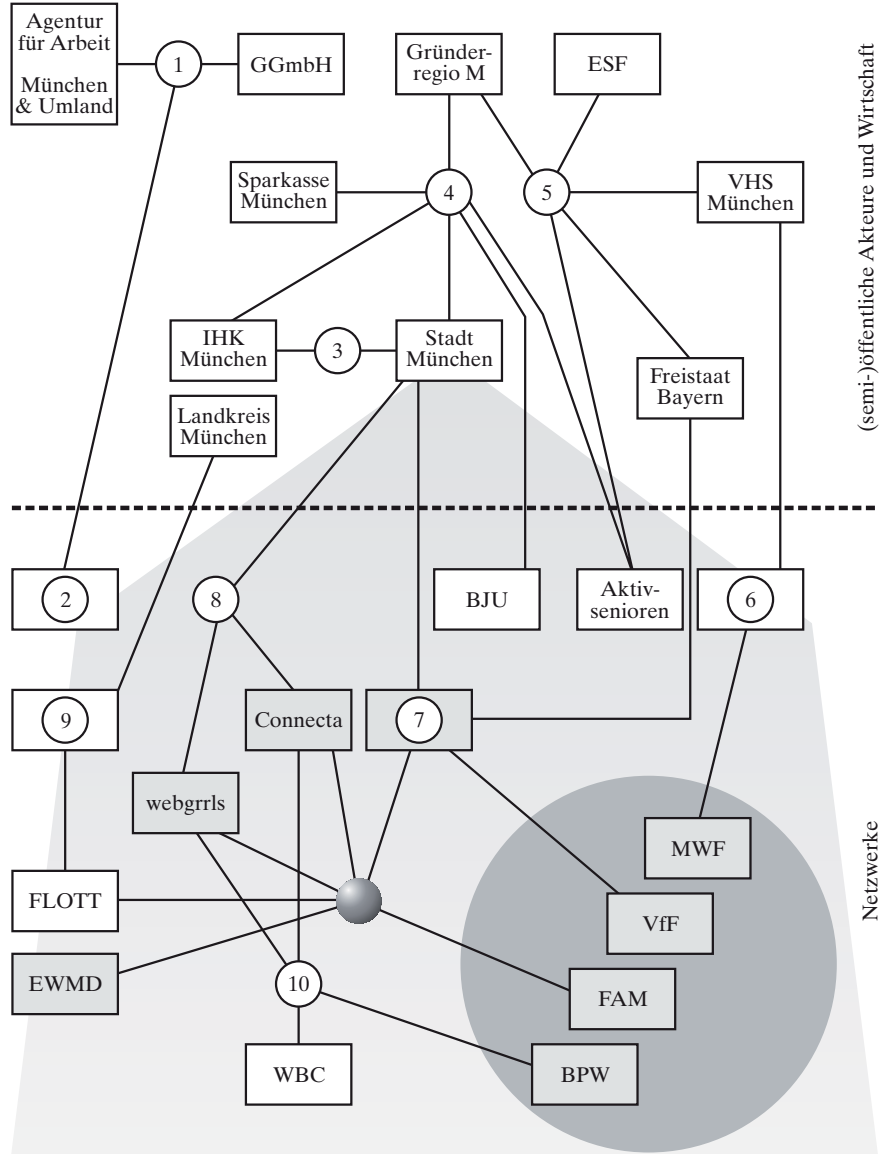 Agentur
für Arbeit
München
& Umland
1
GGmbH
Gründer-
regio M
ESF
Sparkasse
München
4
5
VHS
München
IHK
München
3
Stadt
München
Freistaat
Bayern
Landkreis
München
(semi-)öffentliche Akteure und Wirtschaft
2
8
BJU
Aktiv-
senioren
6
9
Connecta
7
webgrrls
MWF
FLOTT
VfF
EWMD
FAM
10
WBC
BPW
Netzwerke